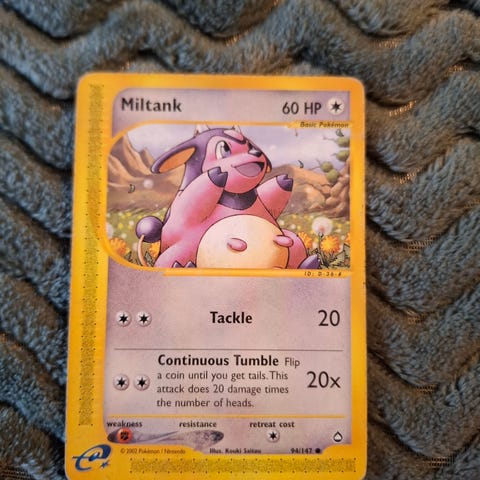 Miltank 60 HP
Basic Pokémon
ID: D-36-#
Tackle 20
Continuous Tumble Flip
a coin until you get tails. This
attack does 20 damage times
the number of heads.
20x
weakness resistance retreat cost
© 2002 Pokémon / Nintendo Illus. Kouki Saitou 94/147